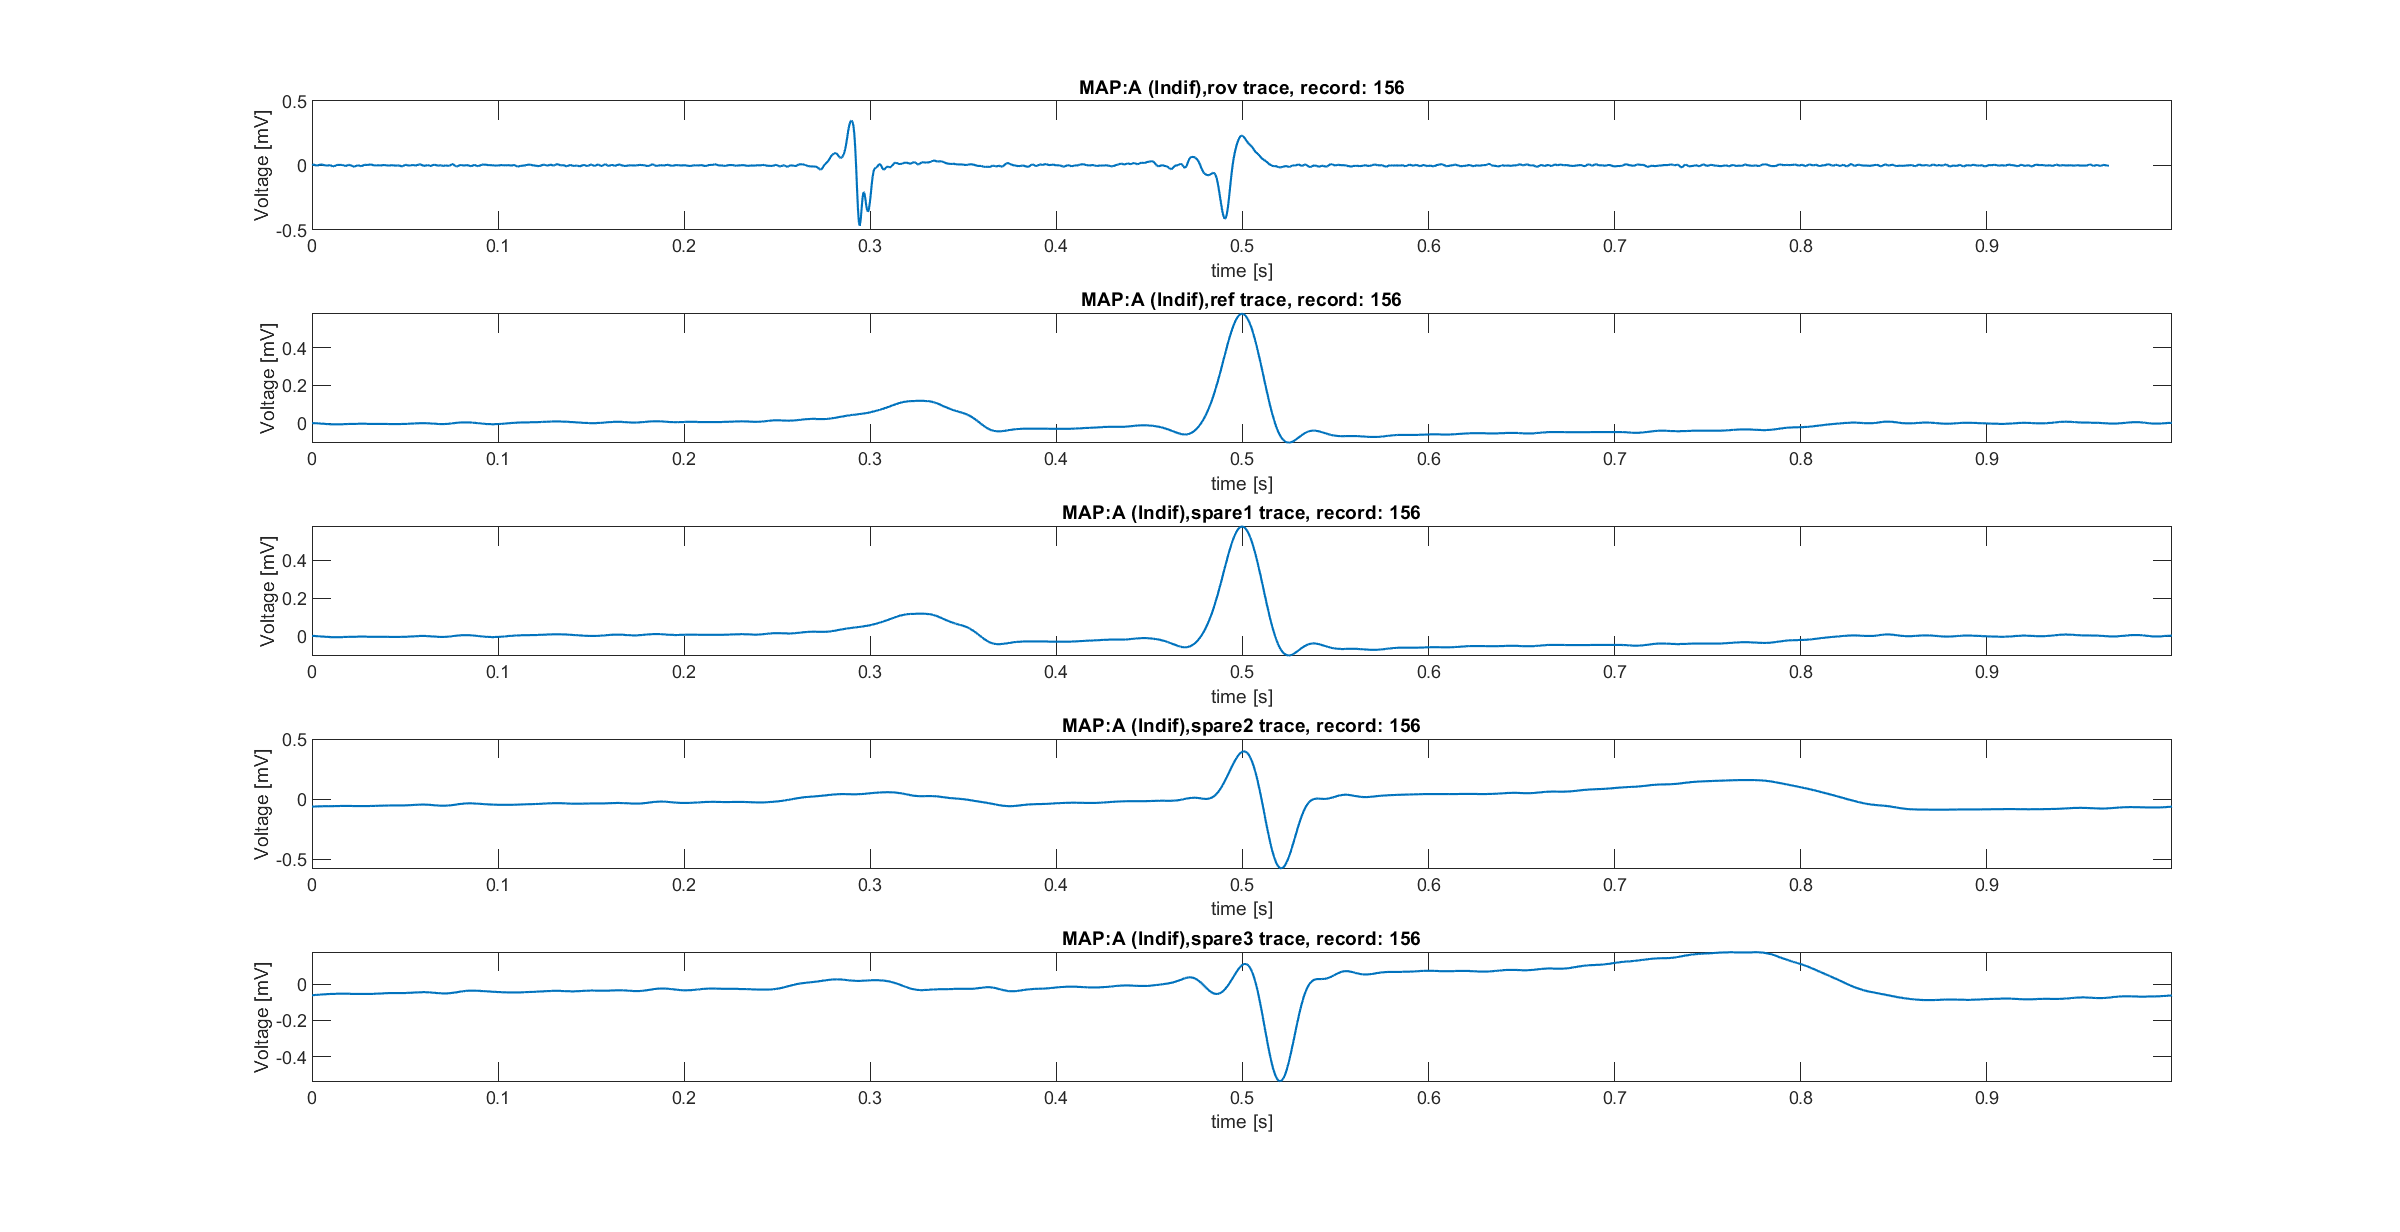 MAP:A (Indif),rov trace, record: 156
Voltage [mV]
0.5
0
-0.5
0 0.1 0.2 0.3 0.4 0.5 0.6 0.7 0.8 0.9
time [s]
MAP:A (Indif),ref trace, record: 156
Voltage [mV]
0.4
0.2
0
0 0.1 0.2 0.3 0.4 0.5 0.6 0.7 0.8 0.9
time [s]
MAP:A (Indif),spare1 trace, record: 156
Voltage [mV]
0.4
0.2
0
0 0.1 0.2 0.3 0.4 0.5 0.6 0.7 0.8 0.9
time [s]
MAP:A (Indif),spare2 trace, record: 156
Voltage [mV]
0.5
0
-0.5
0 0.1 0.2 0.3 0.4 0.5 0.6 0.7 0.8 0.9
time [s]
MAP:A (Indif),spare3 trace, record: 156
Voltage [mV]
0
-0.2
-0.4
0 0.1 0.2 0.3 0.4 0.5 0.6 0.7 0.8 0.9
time [s]